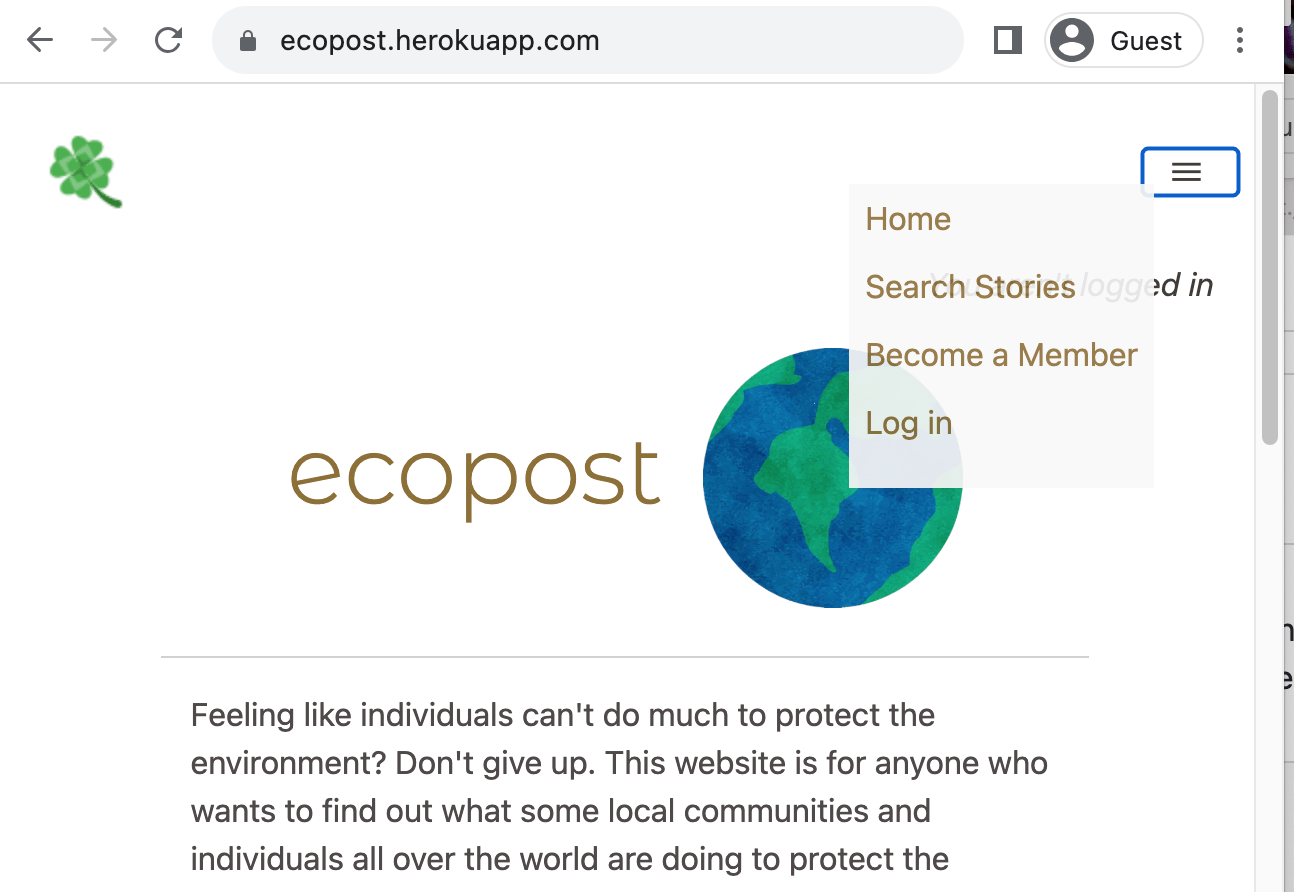 ecopost.herokuapp.com
Guest
Home
Search Stories
You aren't logged in
Become a Member
Log in
ecopost
Feeling like individuals can't do much to protect the
environment? Don't give up. This website is for anyone who
wants to find out what some local communities and
individuals all over the world are doing to protect the